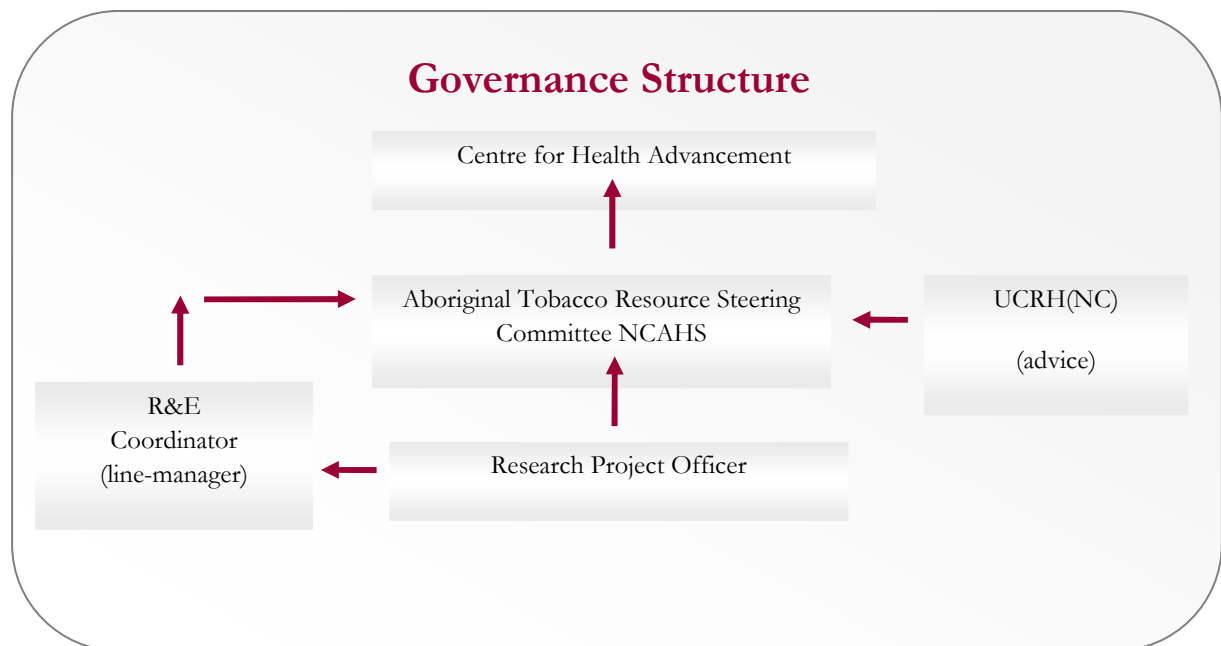 Governance Structure
Centre for Health Advancement
Aboriginal Tobacco Resource Steering
Committee NCAHS
UCRH(NC)
(advice)
R&E
Coordinator
(line-manager)
Research Project Officer